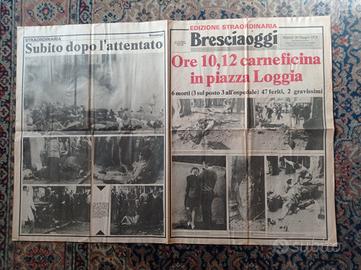 STRAORDINARIA
Subito dopo l'attentato
EDIZIONE STRAORDINARIA
Bresciaoggi
Ore 10,12 carneficina
in piazza Loggia
6 morti (3 sul posto 3 all'ospedale) 47 feriti, 2 gravissimi
subito